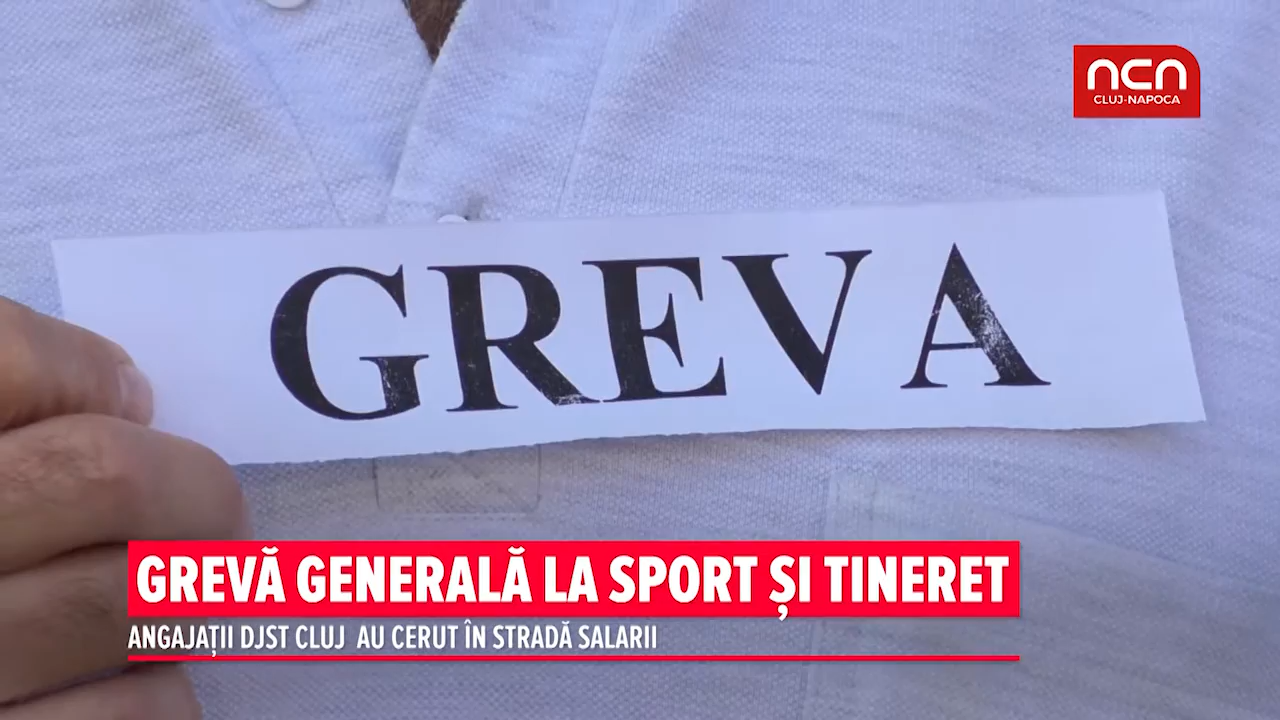 ncn
CLUJ-NAPOCA
GREVA
GREVĂ GENERALĂ LA SPORT ȘI TINERET
ANGAJAȚII DJST CLUJ AU CERUT ÎN STRADĂ SALARII